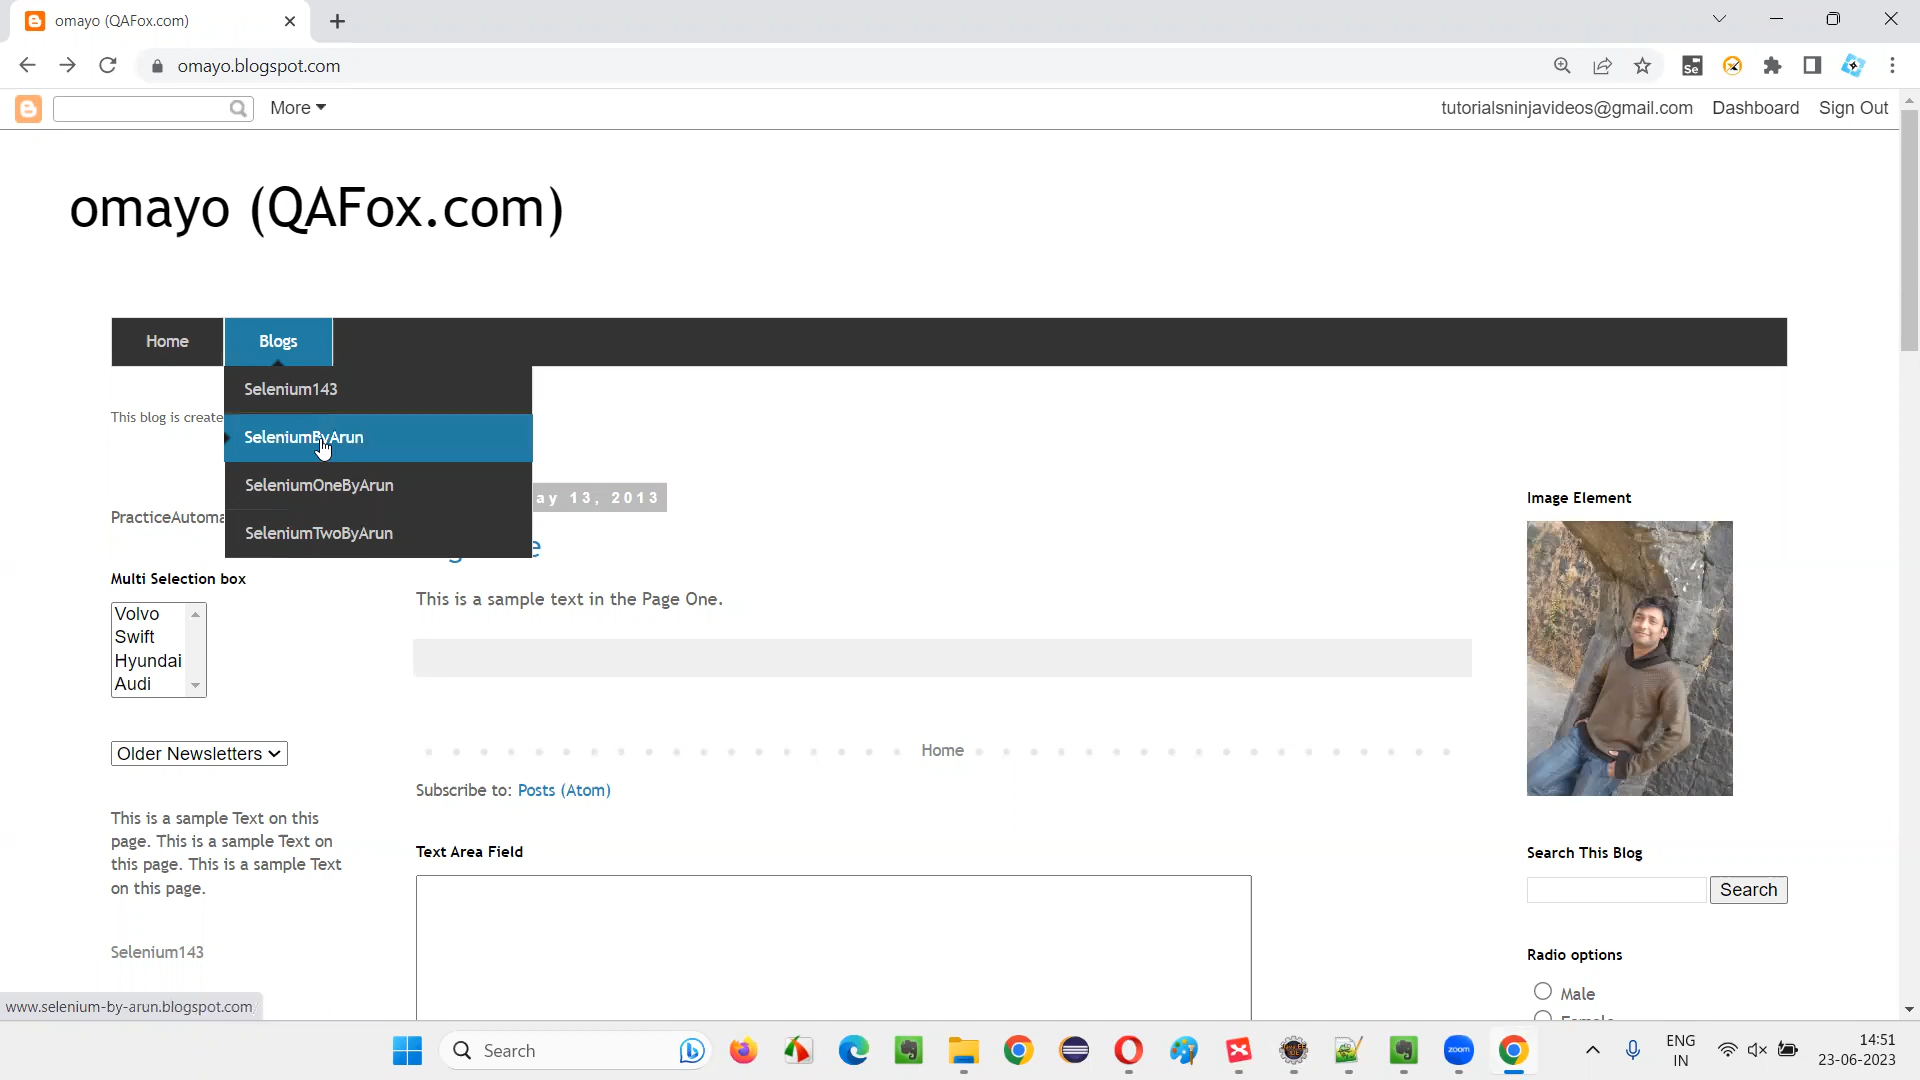 omayo (QAFox.com)
omayo.blogspot.com
More
tutorialsninjavideos@gmail.com Dashboard Sign Out
omayo (QAFox.com)
Home Blogs
Selenium143
This blog is create
SeleniumByArun
SeleniumOneByArun
ay 13, 2013
PracticeAutoma
SeleniumTwoByArun
Image Element
Multi Selection box
Volvo
Swift
Hyundai
Audi
This is a sample text in the Page One.
Older Newsletters
Home
Subscribe to: Posts (Atom)
This is a sample Text on this
page. This is a sample Text on
this page. This is a sample Text
on this page.
Text Area Field
Search This Blog
Search
Selenium143
Radio options
Male
www.selenium-by-arun.blogspot.com
Search
zoom
ENG
IN
14:51
23-06-2023